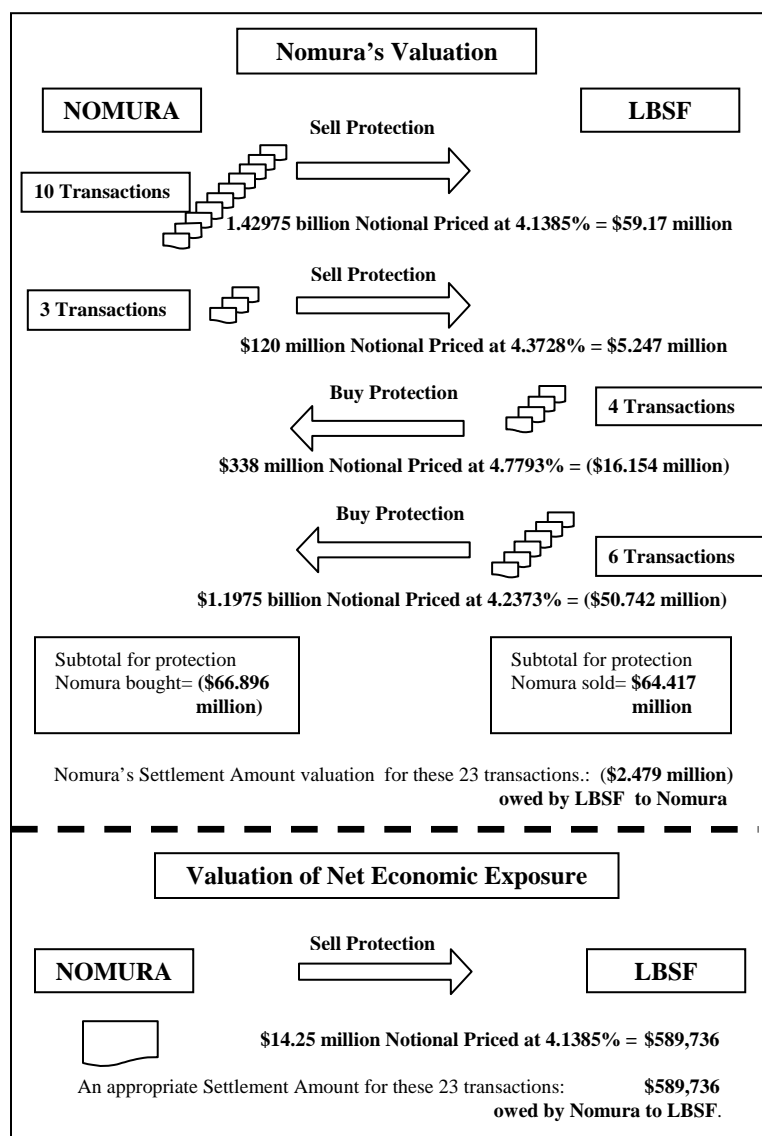 Nomura's Valuation
NOMURA
LBSF
Sell Protection
10 Transactions
1.42975 billion Notional Priced at 4.1385% = $59.17 million
Sell Protection
3 Transactions
$120 million Notional Priced at 4.3728% = $5.247 million
Buy Protection
4 Transactions
$338 million Notional Priced at 4.7793% = ($16.154 million)
Buy Protection
6 Transactions
$1.1975 billion Notional Priced at 4.2373% = ($50.742 million)
Subtotal for protection
Nomura bought= ($66.896
million)
Subtotal for protection
Nomura sold= $64.417
million
Nomura's Settlement Amount valuation for these 23 transactions.: ($2.479 million)
owed by LBSF to Nomura
Valuation of Net Economic Exposure
Sell Protection
NOMURA
LBSF
$14.25 million Notional Priced at 4.1385% = $589,736
An appropriate Settlement Amount for these 23 transactions: $589,736
owed by Nomura to LBSF.